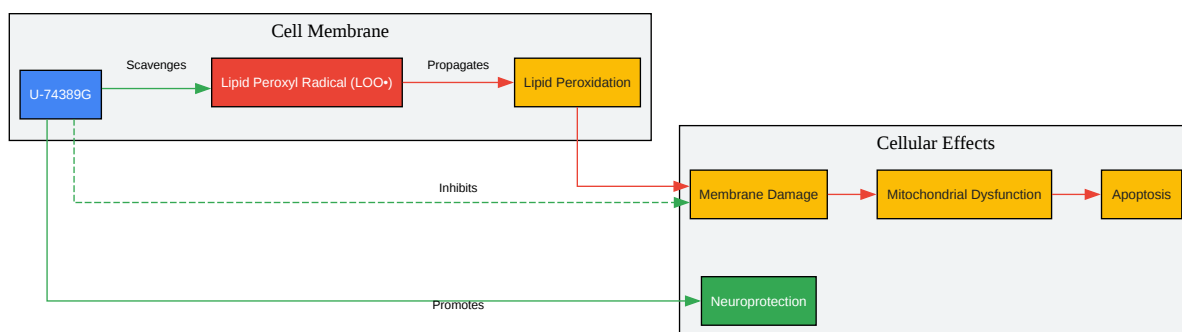 Cell Membrane
Scavenges
Propagates
U-74389G
Lipid Peroxyl Radical (LOO•)
Lipid Peroxidation
Cellular Effects
Inhibits
Membrane Damage
Mitochondrial Dysfunction
Apoptosis
Promotes
Neuroprotection